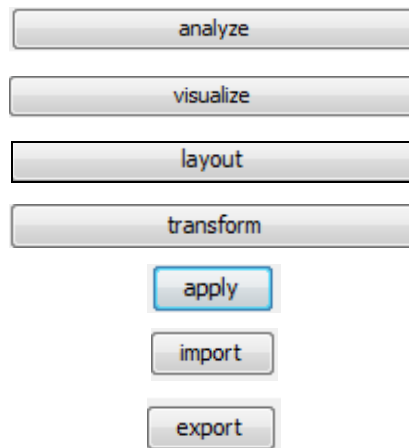 analyze
visualize
layout
transform
apply
import
export